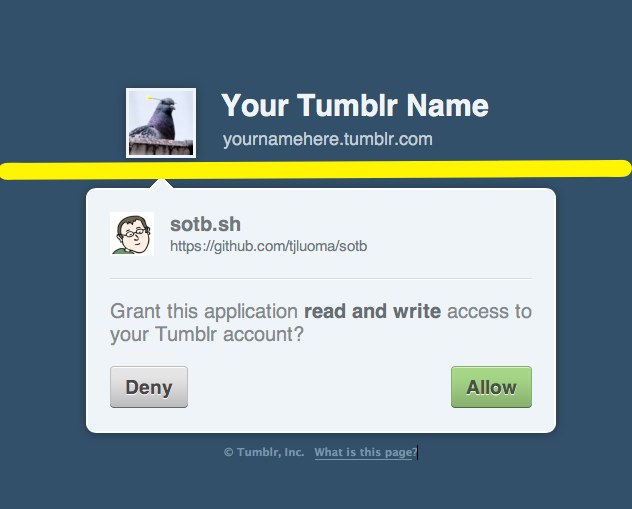 Your Tumblr Name
yournamehere.tumblr.com
sotb.sh
https://github.com/tjluoma/sotb
Grant this application read and write access to
your Tumblr account?
Deny
Allow
© Tumblr, Inc. What is this page?